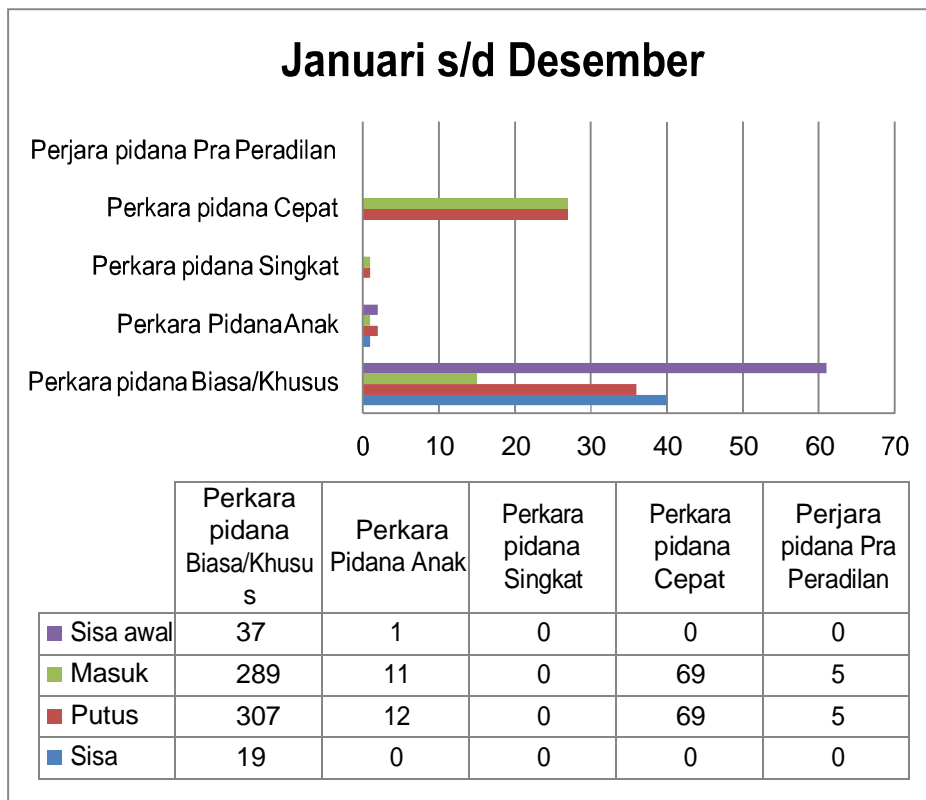 Januari s/d Desember
Perjara pidana Pra Peradilan
Perkara pidana Cepat
Perkara pidana Singkat
Perkara PidanaAnak
Perkara pidana Biasa/Khusus
0 10 20 30 40 50 60 70
Perkara
pidana
Biasa/Khusu
s
Perkara
Pidana Anak
Perkara
pidana
Singkat
Perkara
pidana
Cepat
Perjara
pidana Pra
Peradilan
Sisa awal 37 1 0 0 0
Masuk 289 11 0 69 5
Putus 307 12 0 69 5
Sisa 19 0 0 0 0